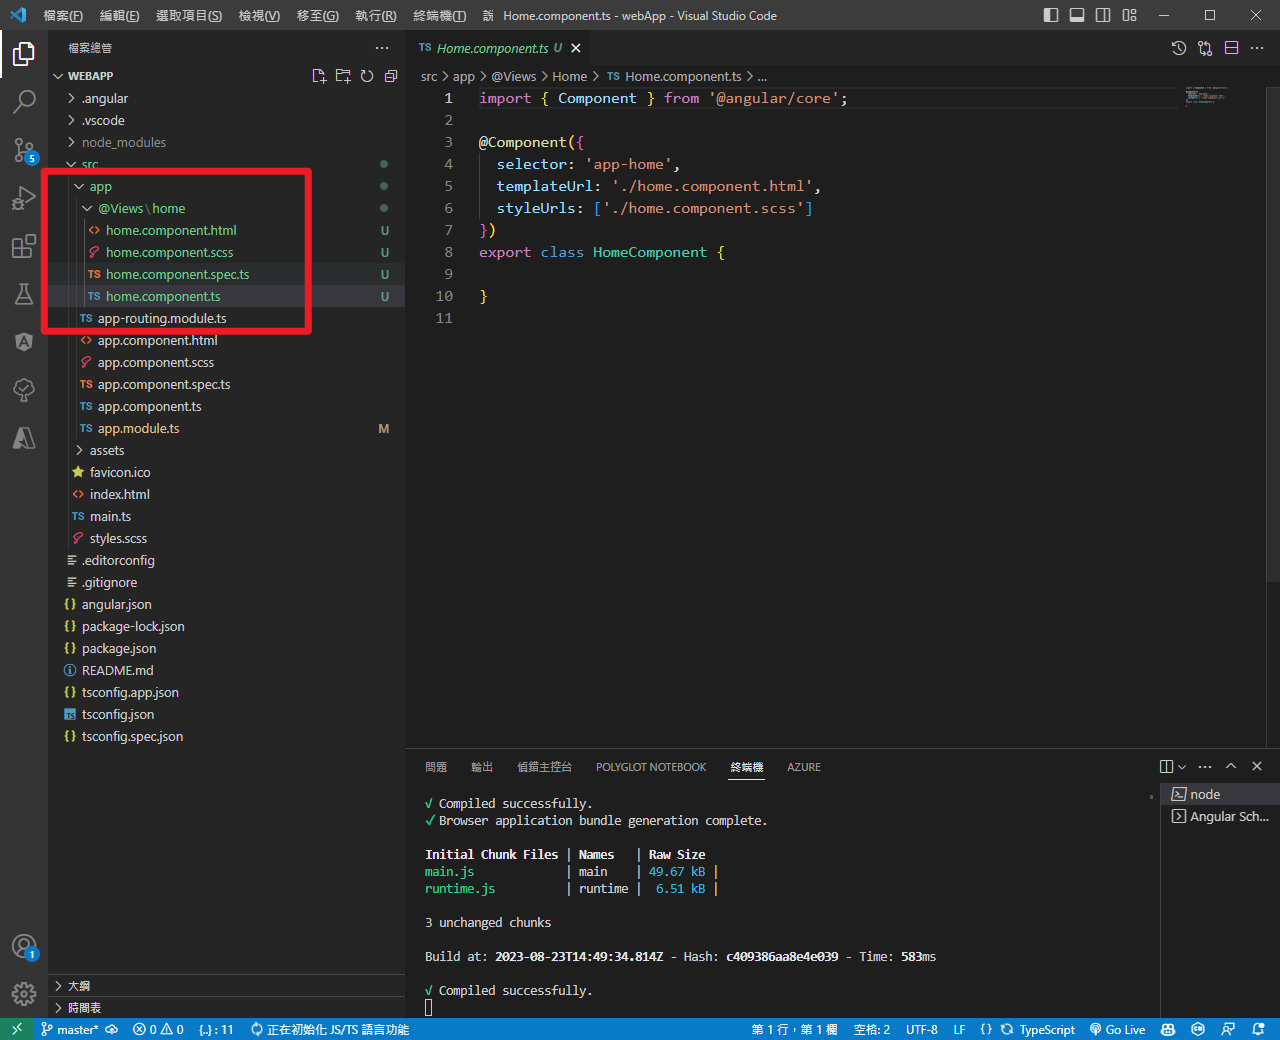 檔案(F) 編輯(E) 選取項目(S) 檢視(V) 移至(G) 執行(R) 終端機(T) Home.component.ts - webApp - Visual Studio Code
檔案總管 ···
WEBAPP
.angular
.vscode
node_modules
src
app
@Views\home
home.component.html U
home.component.scss U
TS home.component.spec.ts U
TS home.component.ts U
TS app-routing.module.ts
app.component.html
app.component.scss
TS app.component.spec.ts
TS app.component.ts
TS app.module.ts M
assets
favicon.ico
index.html
TS main.ts
styles.scss
.editorconfig
.gitignore
{} angular.json
{} package-lock.json
{} package.json
README.md
{} tsconfig.app.json
TS tsconfig.json
{} tsconfig.spec.json
大綱
時間表
5
1
TS Home.component.ts U
src > app > @Views > Home > TS Home.component.ts > ...
1 import { Component } from '@angular/core';
2
3 @Component({
4 selector: 'app-home',
5 templateUrl: './home.component.html',
6 styleUrls: ['./home.component.scss']
7 })
8 export class HomeComponent {
9
10 }
11
問題 輸出 偵錯主控台 POLYGLOT NOTEBOOK 終端機 AZURE
√ Compiled successfully.
✓ Browser application bundle generation complete.
Initial Chunk Files | Names | Raw Size
main.js | main | 49.67 kB |
runtime.js | runtime | 6.51 kB |
3 unchanged chunks
Build at: 2023-08-23T14:49:34.814Z - Hash: c409386aa8e4e039 - Time: 583ms
√ Compiled successfully.
node
Angular Sch...
master* 0 0 {..} : 11 正在初始化 JS/TS 語言功能 第 1 行，第 1 欄 空格: 2 UTF-8 LF {} TypeScript Go Live